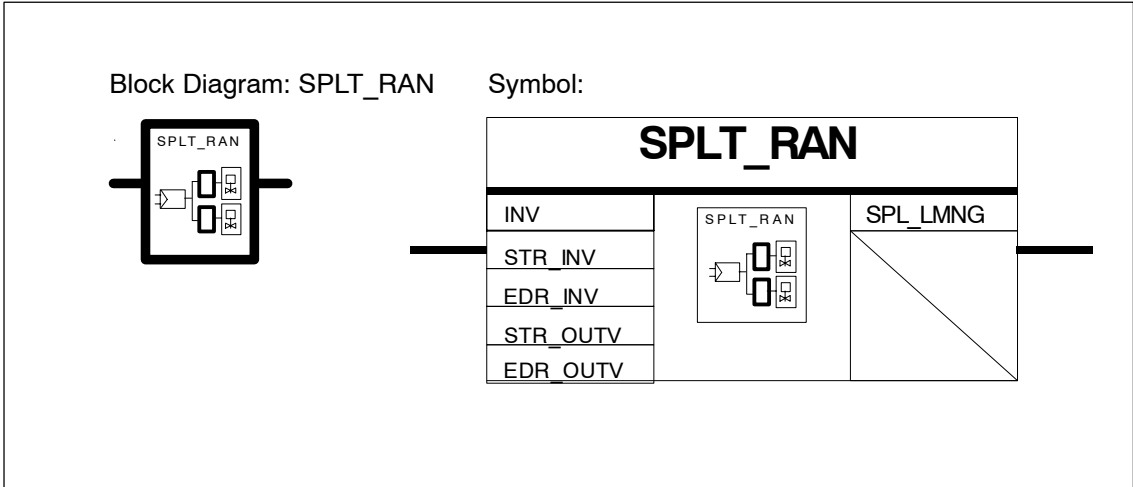 Block Diagram: SPLT_RAN Symbol:
SPLT_RAN
SPLT_RAN
INV
STR_INV
EDR_INV
STR_OUTV
EDR_OUTV
SPLT_RAN
SPL_LMNG